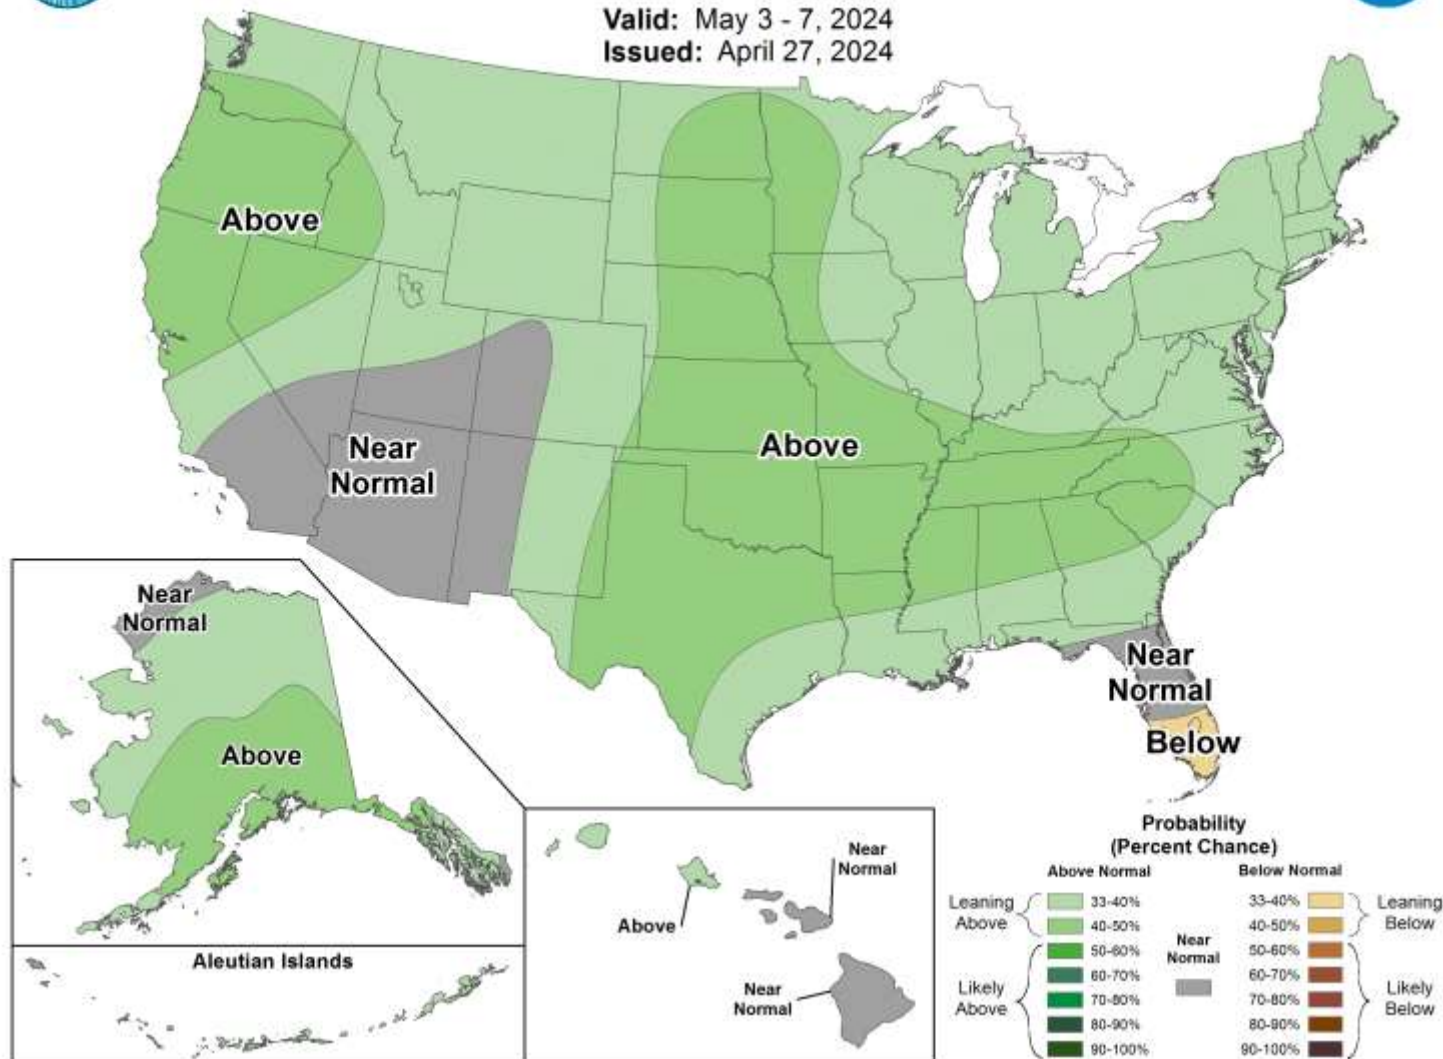 Valid: May 3 - 7, 2024
Issued: April 27, 2024
Above
Near
Normal
Above
Near
Normal
Below
Near
Normal
Above
Aleutian Islands
Near
Normal
Above
Near
Normal
Probability
(Percent Chance)
Above Normal
Below Normal
Leaning
Above
33-40%
40-50%
50-60%
60-70%
70-80%
80-90%
90-100%
Likely
Above
Near
Normal
33-40%
40-50%
50-60%
60-70%
70-80%
80-90%
90-100%
Leaning
Below
Likely
Below